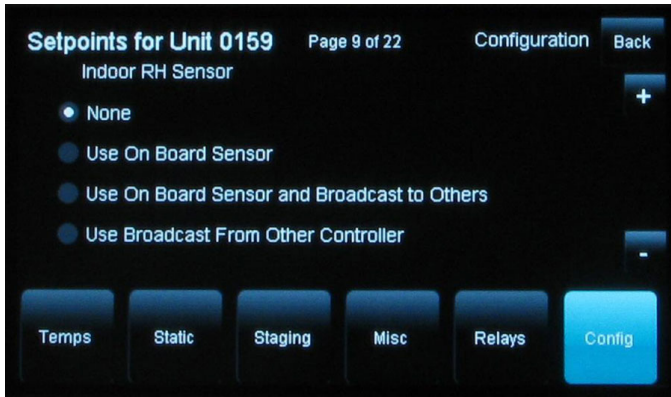 Setpoints for Unit 0159 Page 9 of 22 Configuration Back
Indoor RH Sensor
+
None
Use On Board Sensor
Use On Board Sensor and Broadcast to Others
Use Broadcast From Other Controller
-
Temps Static Staging Misc Relays Config